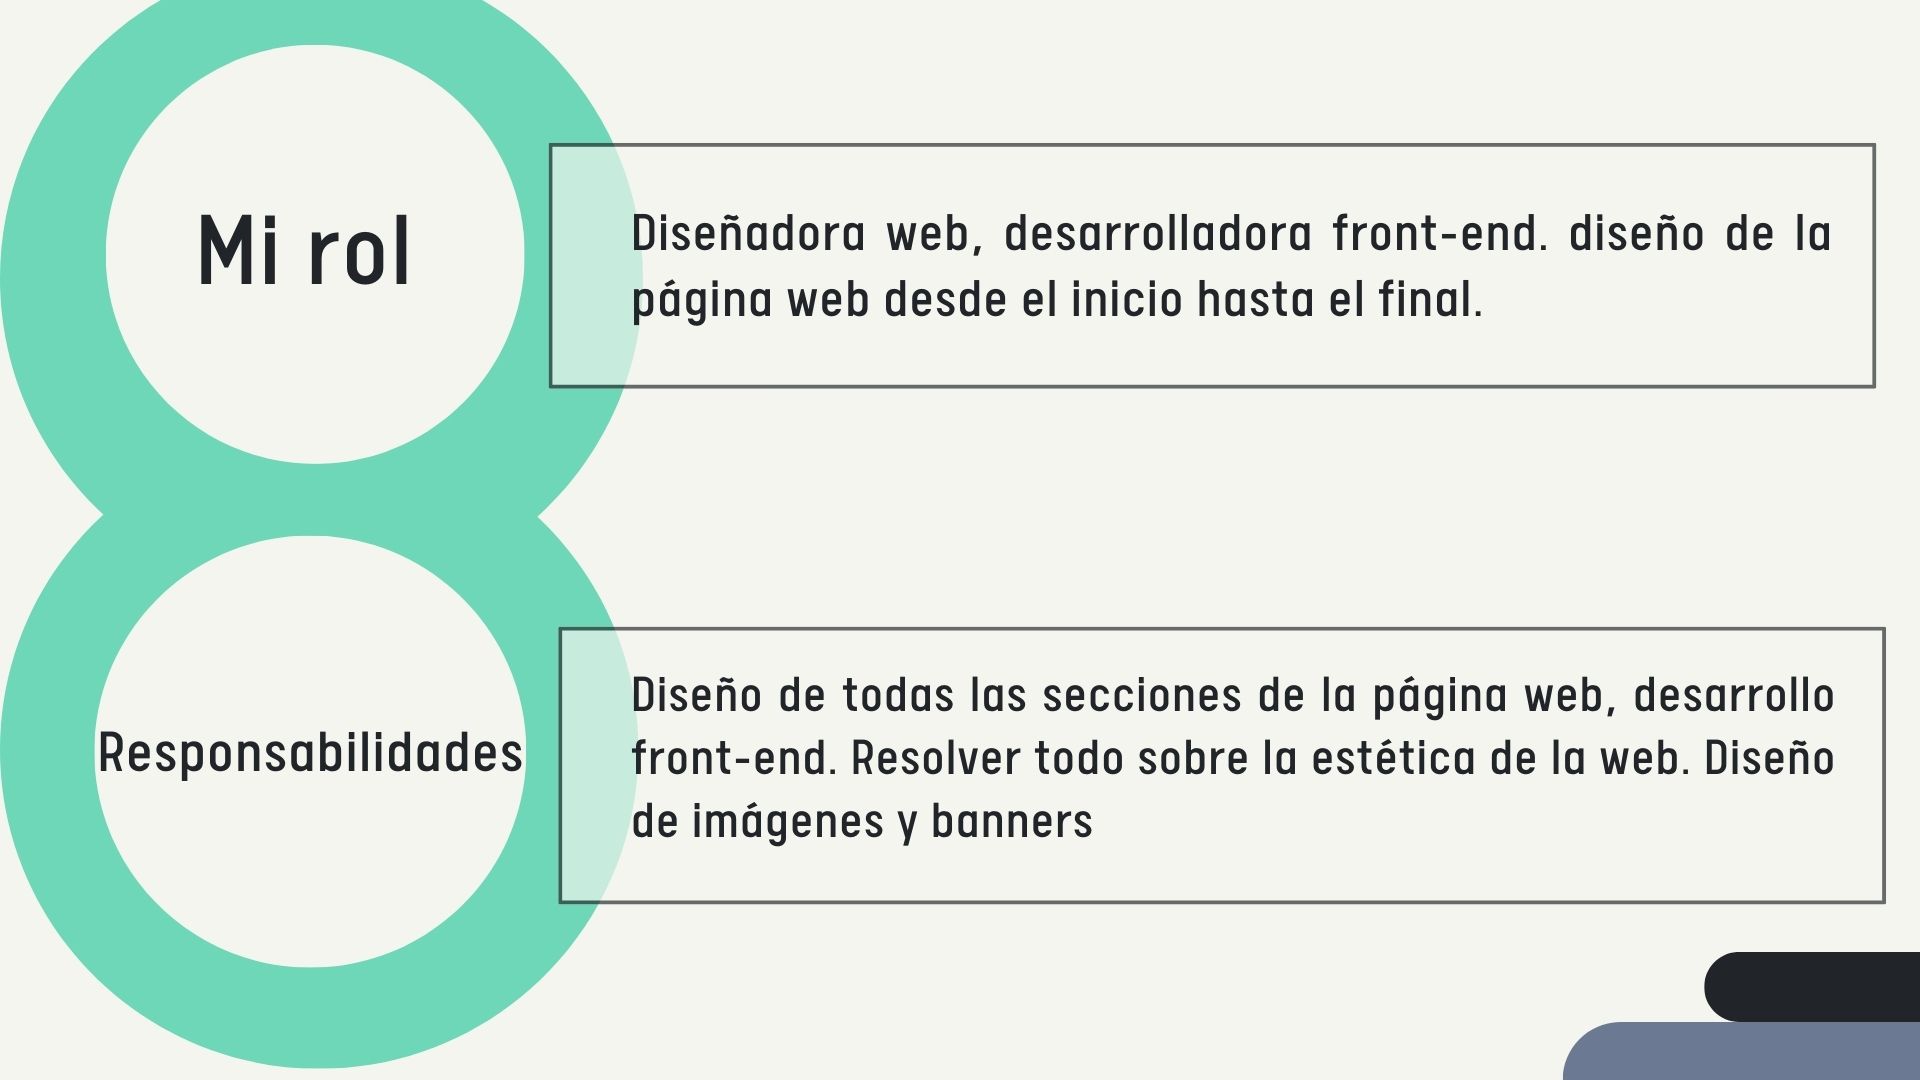 Mi rol
Diseñadora web, desarrolladora front-end. diseño de la
página web desde el inicio hasta el final.
Responsabilidades
Diseño de todas las secciones de la página web, desarrollo
front-end. Resolver todo sobre la estética de la web. Diseño
de imágenes y banners